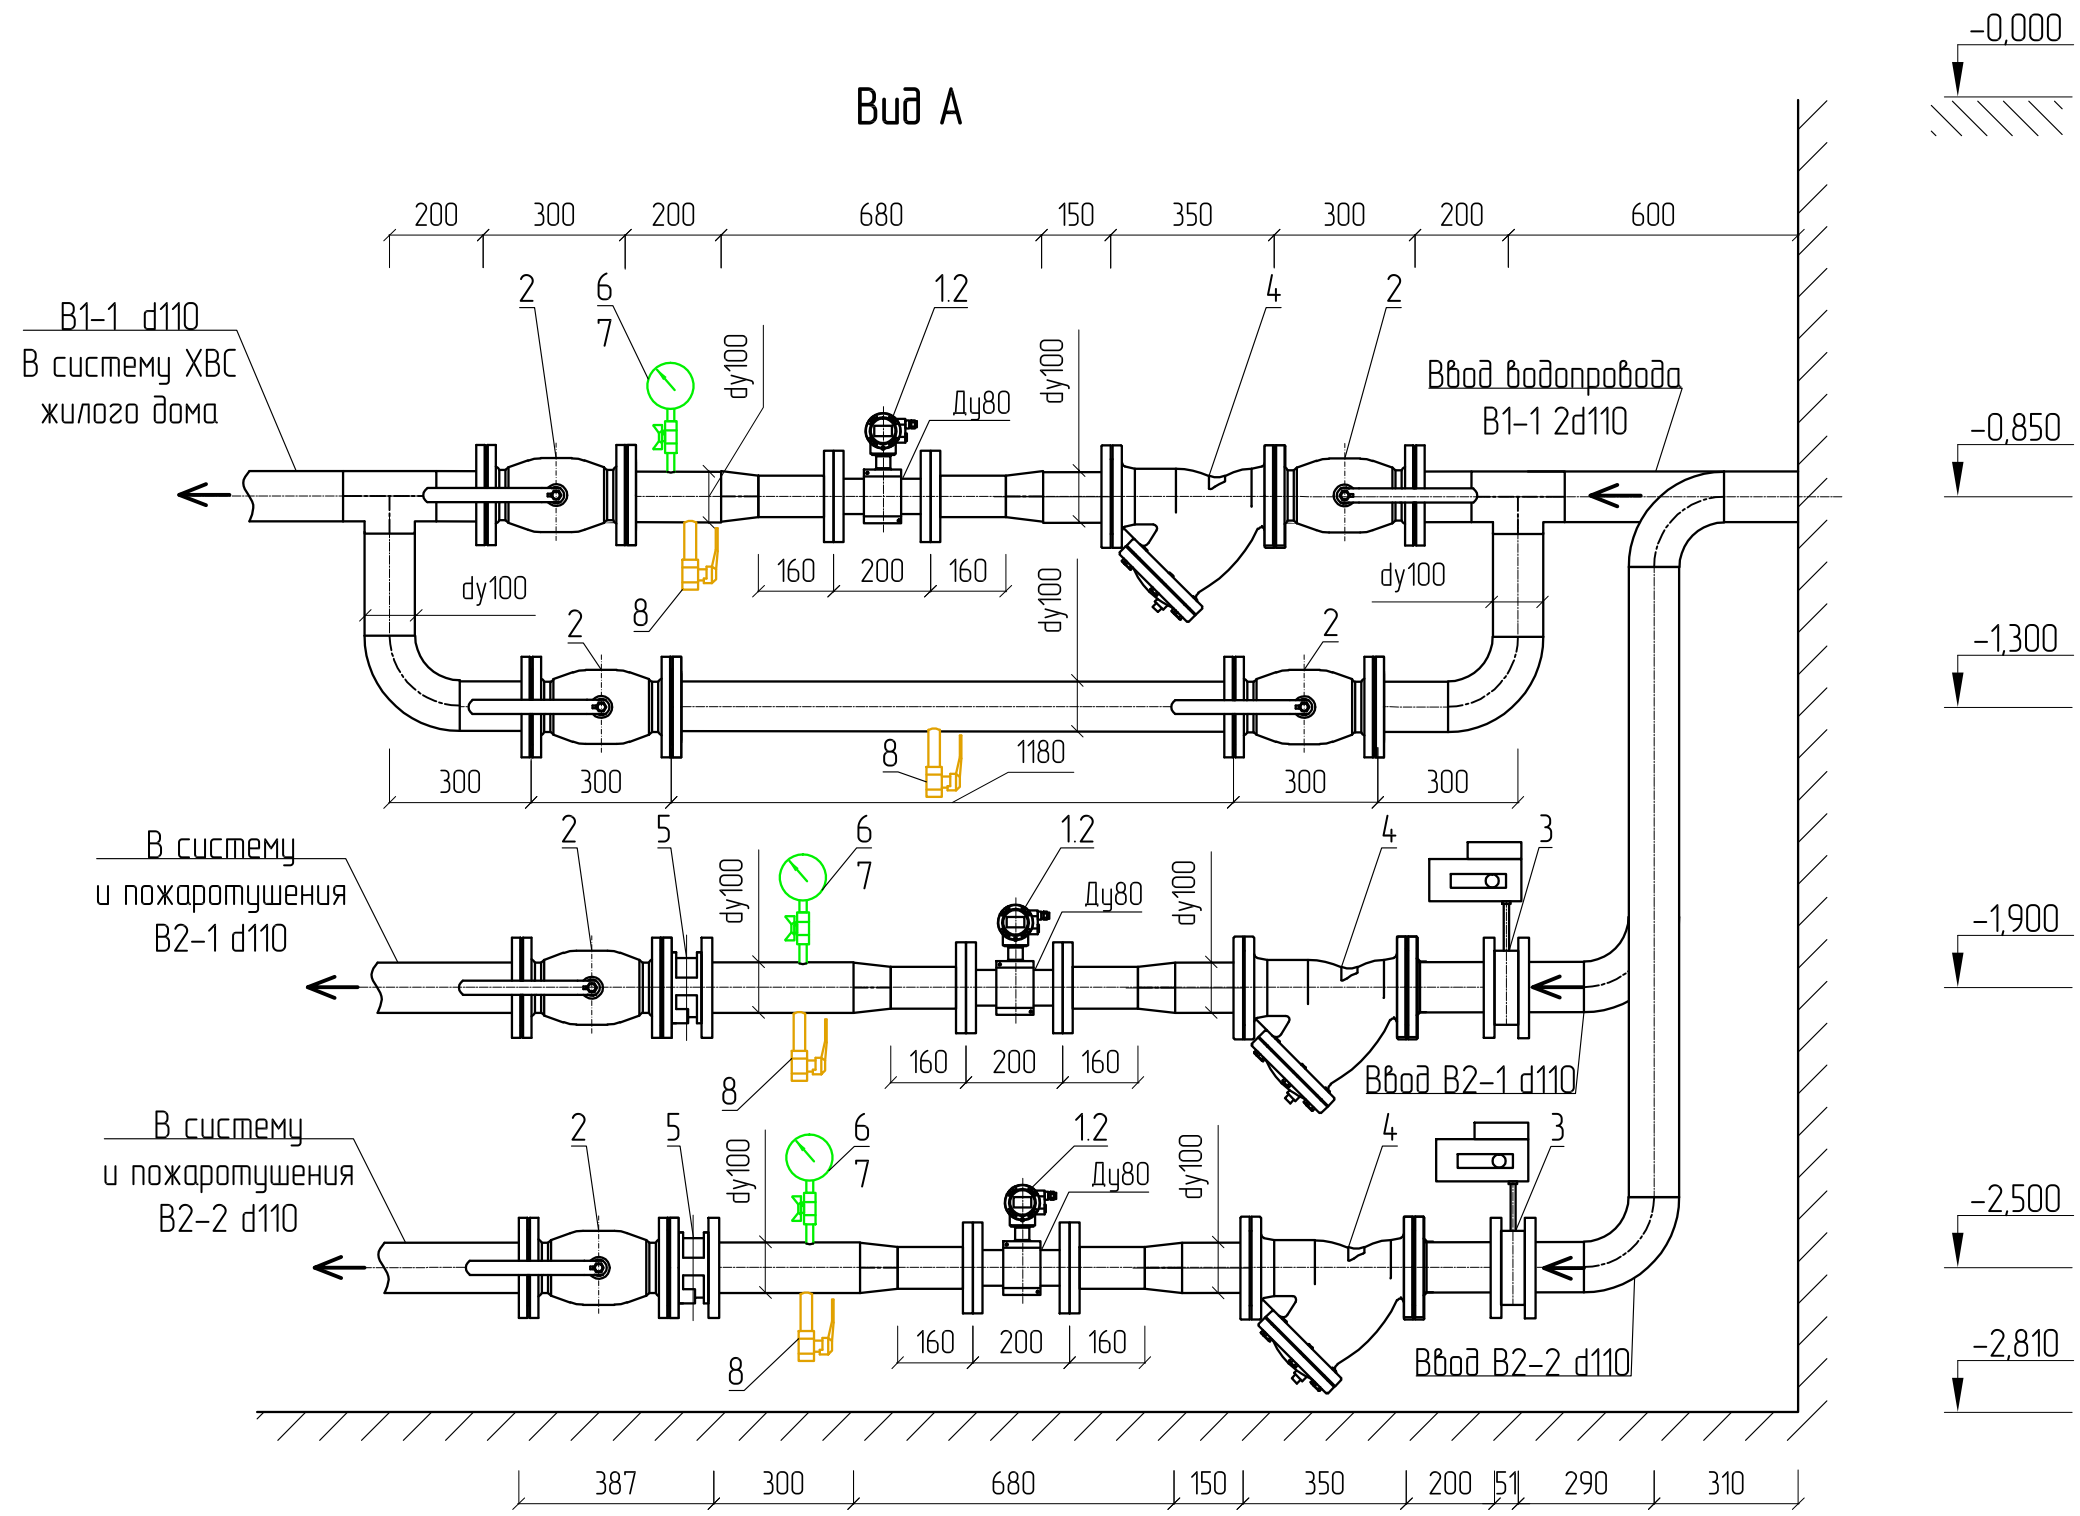 -0,000
Вид А
200 300 200 680 150 350 300 200 600
2 6 1.2 4 2
7
В1-1 d110
В систему ХВС
жилого дома
dy100
dy100
Ду80
Ввод водопровода
В1-1 2d110
-0,850
160 200 160
dy100
dy100
dy100
8
2
2
-1,300
8
1180
300 300 300 300
2 5 6 1.2 4 3
7
В систему
и пожаротушения
В2-1 d110
dy100
Ду80
dy100
-1,900
160 200 160
8
Ввод В2-1 d110
2 5 6 1.2 4 3
7
В систему
и пожаротушения
В2-2 d110
dy100
Ду80
dy100
-2,500
160 200 160
8
Ввод В2-2 d110
-2,810
387 300 680 150 350 200 51 290 310